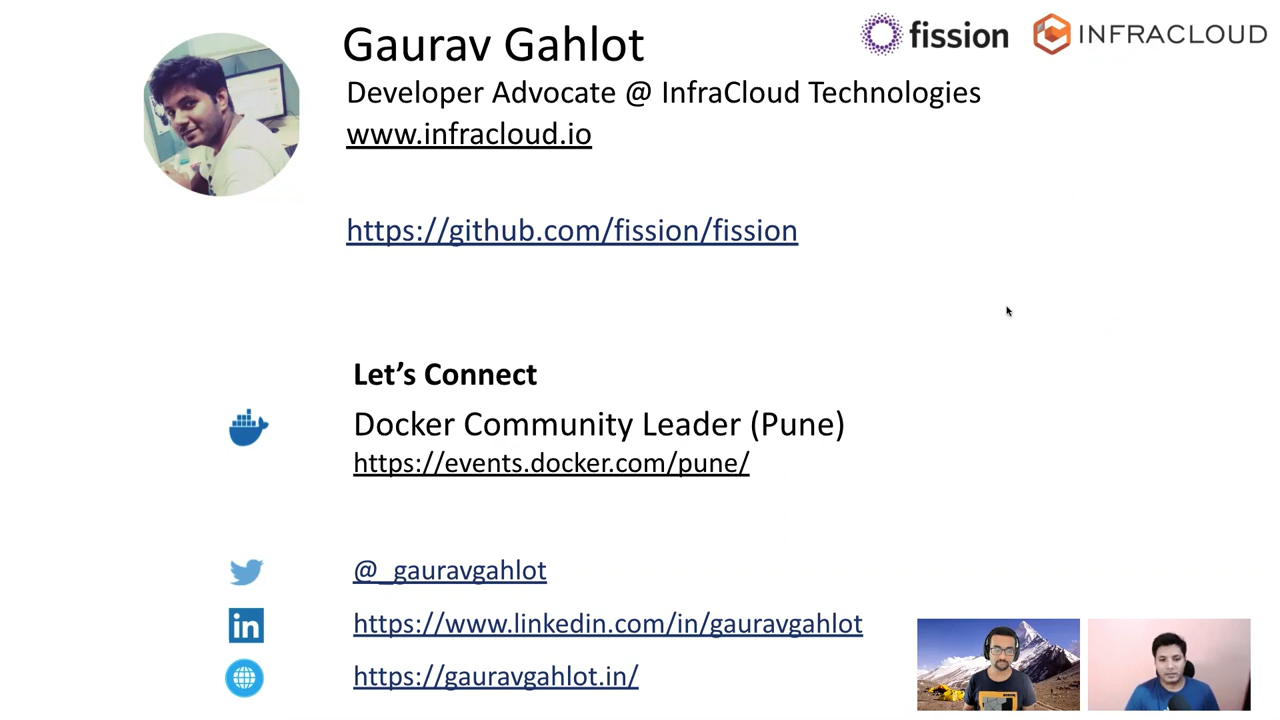 Gaurav Gahlot
fission
INFRACLOUD
Developer Advocate @ InfraCloud Technologies
www.infracloud.io
https://github.com/fission/fission
Let’s Connect
Docker Community Leader (Pune)
https://events.docker.com/pune/
@_gauravgahlot
in
https://www.linkedin.com/in/gauravgahlot
https://gauravgahlot.in/